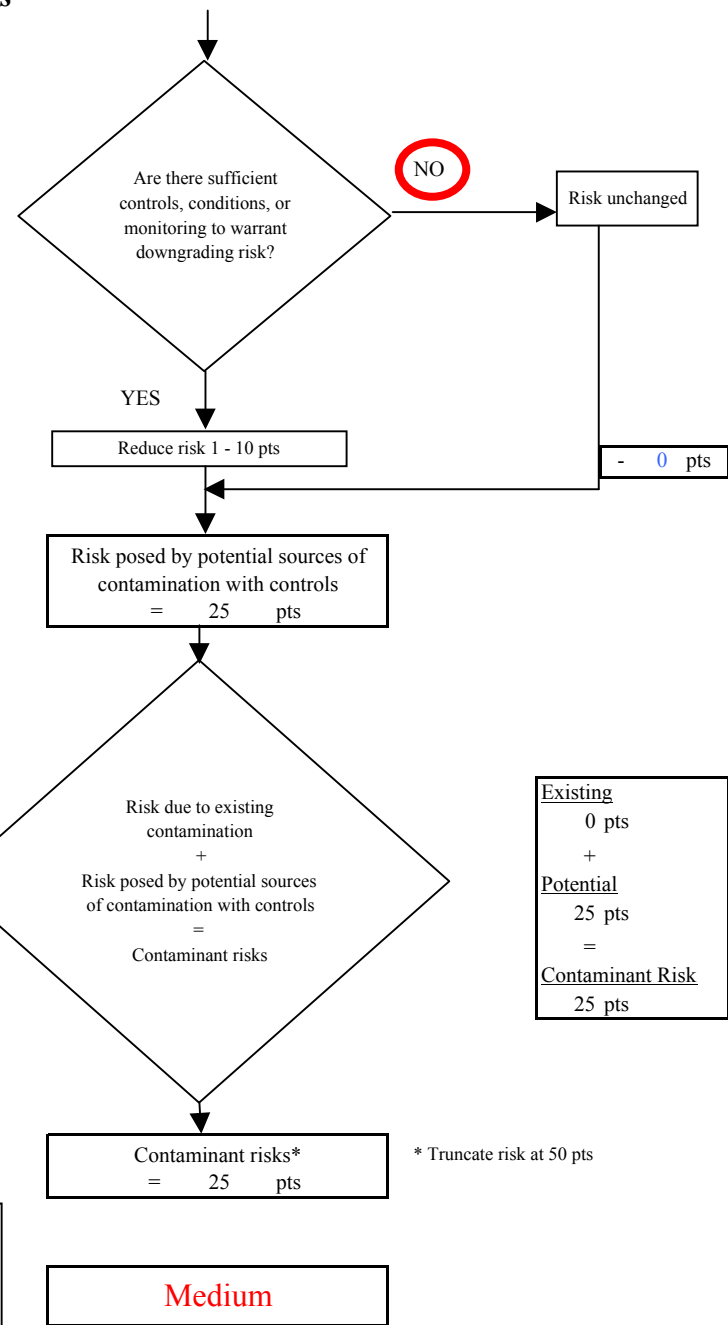 Are there sufficient
controls, conditions, or
monitoring to warrant
downgrading risk?
NO
Risk unchanged
YES
Reduce risk 1 - 10 pts
- 0 pts
Risk posed by potential sources of
contamination with controls
= 25 pts
Risk due to existing
contamination
+
Risk posed by potential sources
of contamination with controls
=
Contaminant risks
Existing
0 pts
+
Potential
25 pts
=
Contaminant Risk
25 pts
Contaminant risks*
= 25 pts
* Truncate risk at 50 pts
Medium